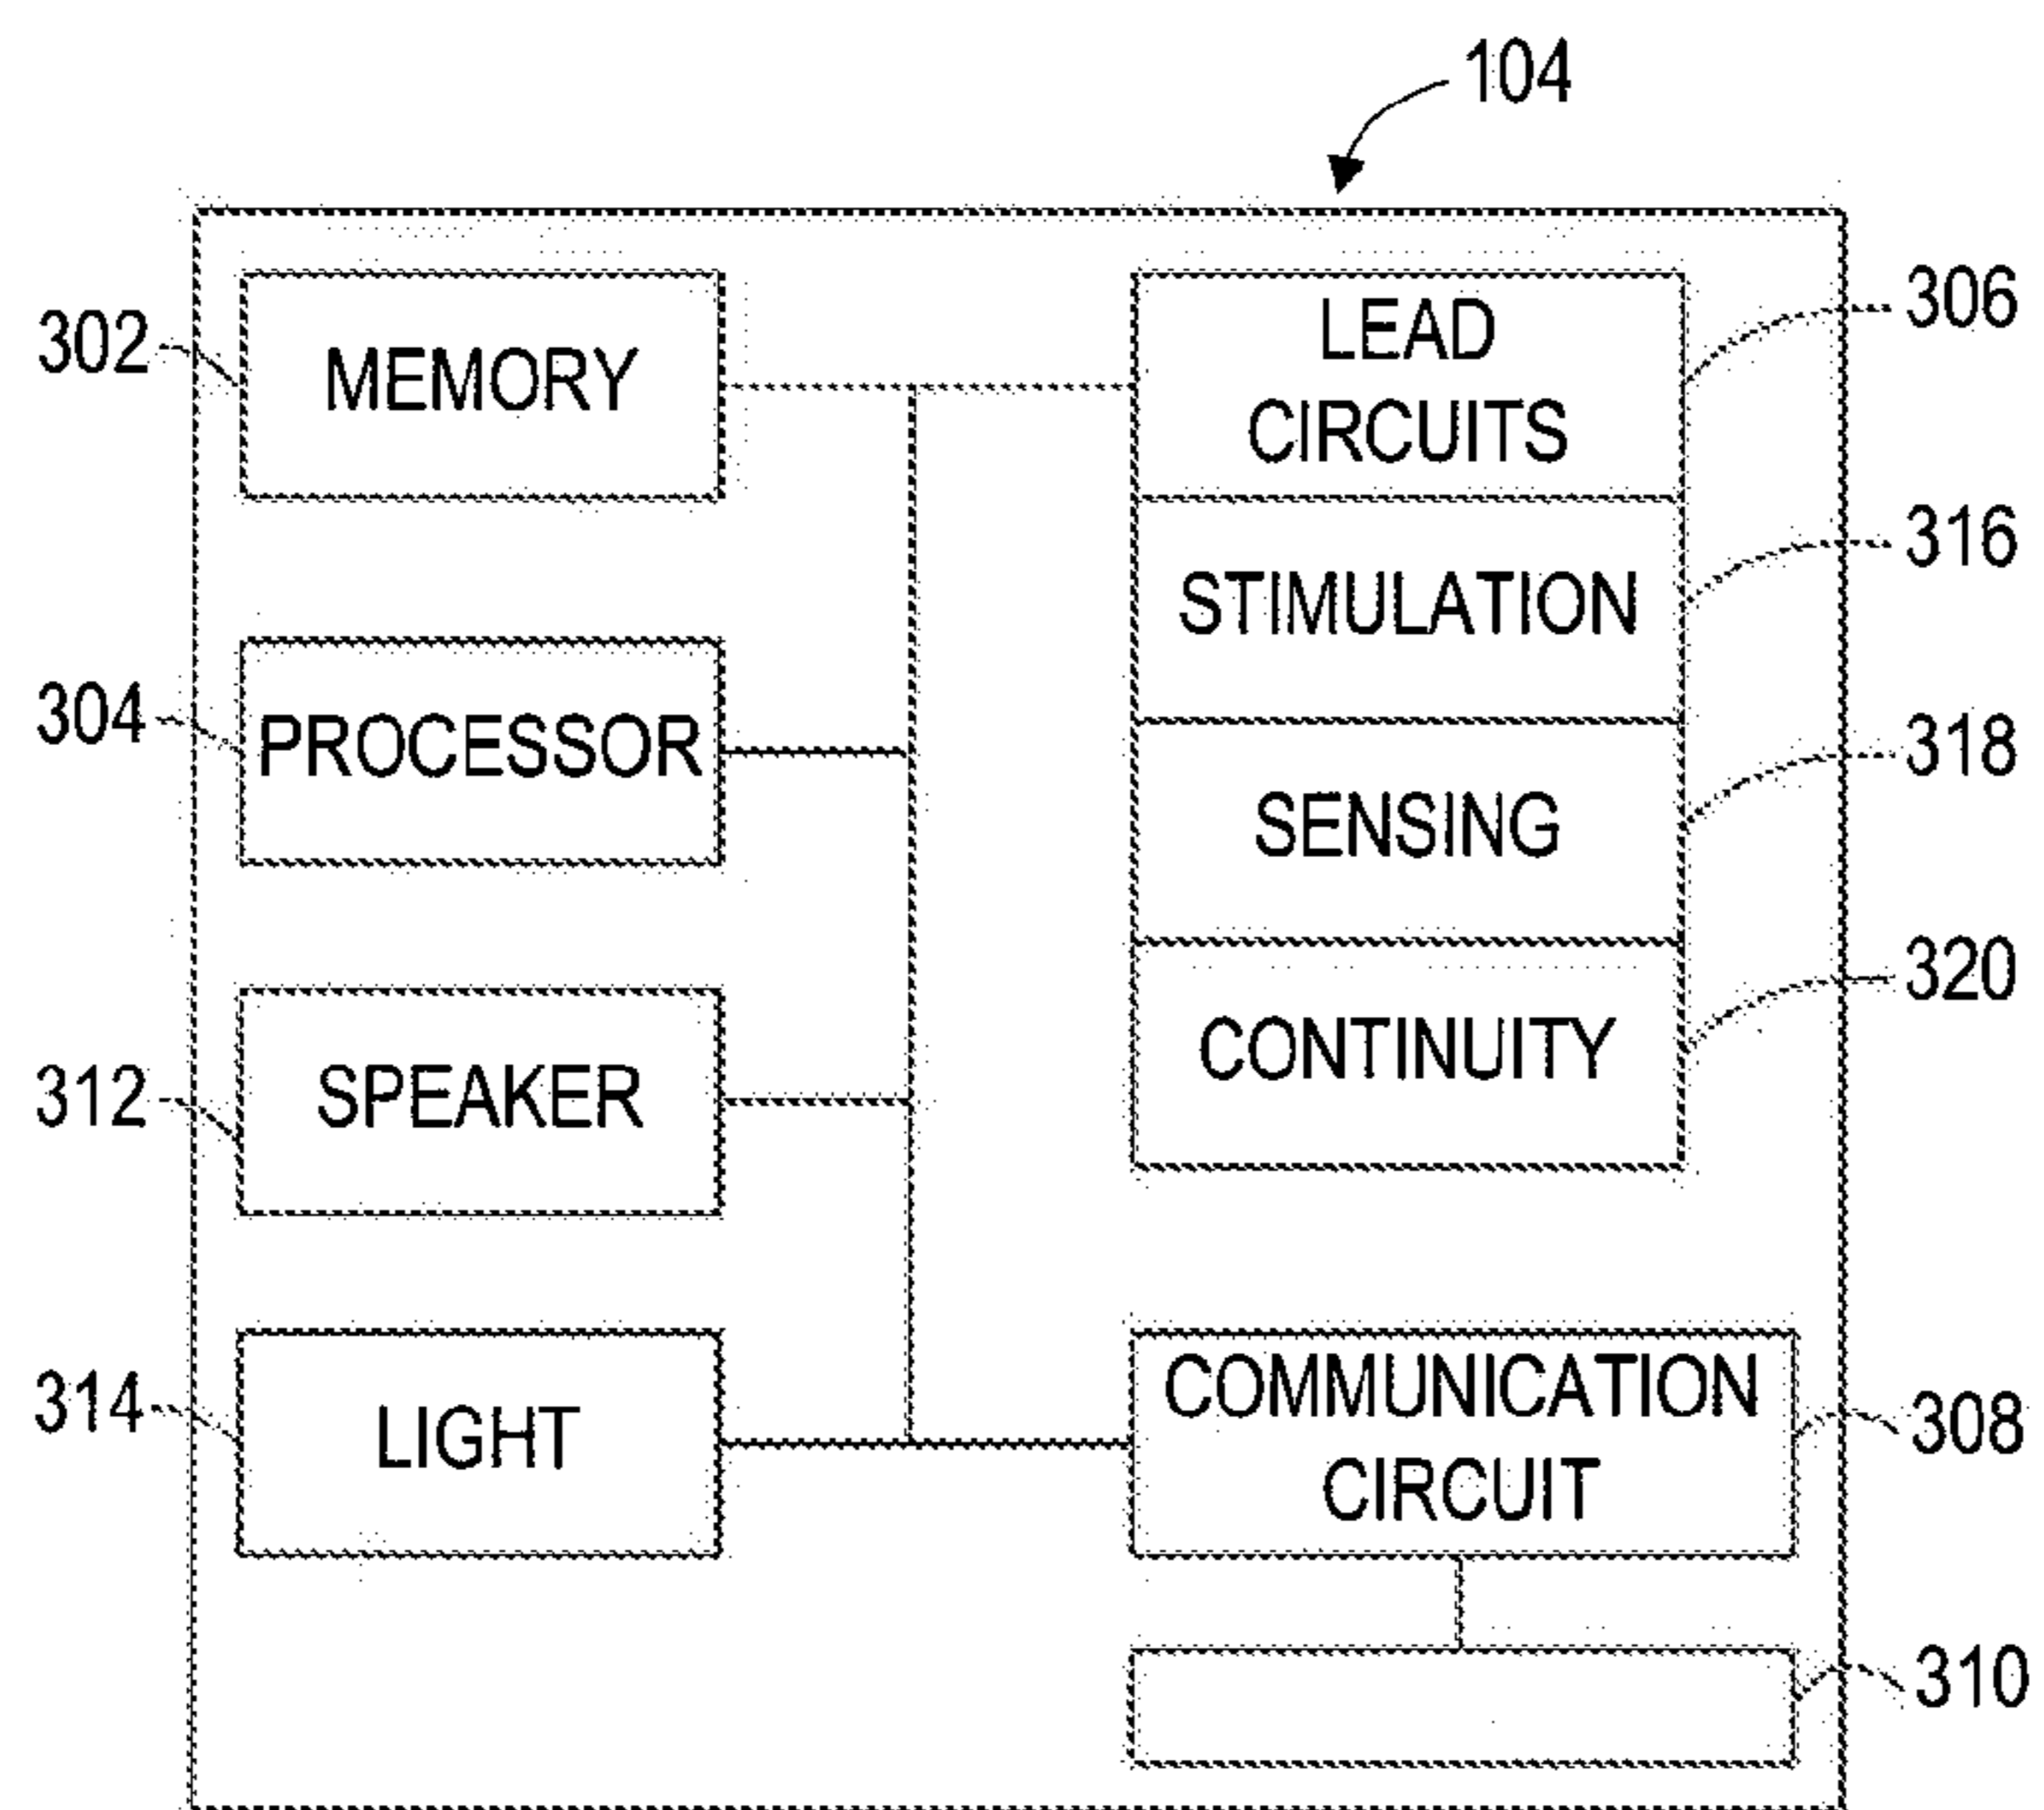 104
302
MEMORY
LEAD
CIRCUITS
306
STIMULATION
316
304
PROCESSOR
SENSING
318
312
SPEAKER
CONTINUITY
320
314
LIGHT
COMMUNICATION
CIRCUIT
308
310